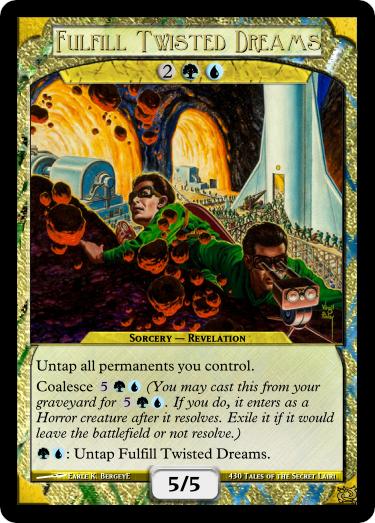 Fulfill Twisted Dreams
2
Sorcery — Revelation
Untap all permanents you control.
Coalesce 5 (You may cast this from your
graveyard for 5 . If you do, it enters as a
Horror creature after it resolves. Exile it if it would
leave the battlefield or not resolve.)
: Untap Fulfill Twisted Dreams.
Earle K. Bergey
430 Tales of the Secret Lair
5/5